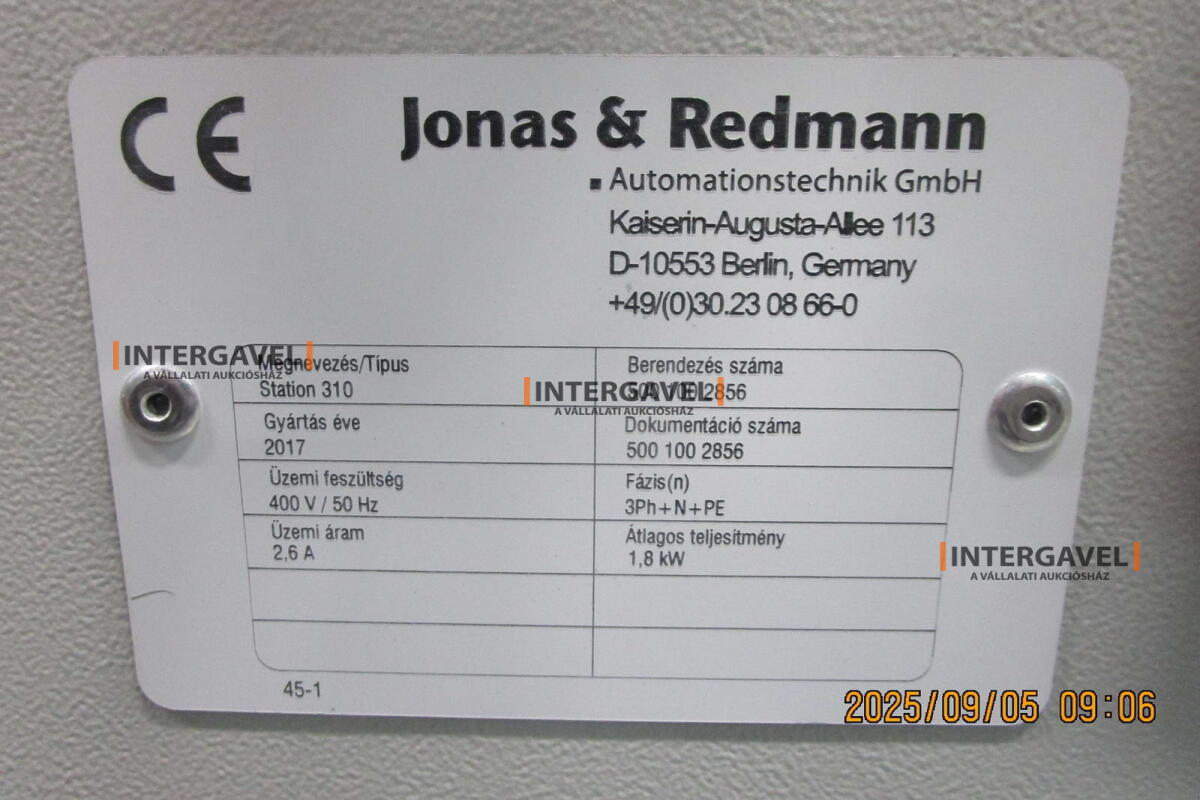 CE
Jonas & Redmann
Automationstechnik GmbH
Kaiserin-Augusta-Allee 113
D-10553 Berlin, Germany
+49/(0)30.23 08 66-0
INTERGAVEL
A VÁLLALATI AUKCIÓSHÁZ
Megnevezés/Típus
Station 310
Berendezés száma
500 100 2856
INTERGAVEL
A VÁLLALATI AUKCIÓSHÁZ
Gyártás éve
2017
Dokumentáció száma
500 100 2856
Üzemi feszültség
400 V / 50 Hz
Fázis(n)
3Ph+N+PE
Üzemi áram
2,6 A
Átlagos teljesítmény
1,8 kW
INTERGAVEL
A VÁLLALATI AUKCIÓSHÁZ
45-1
2025/09/05 09:06